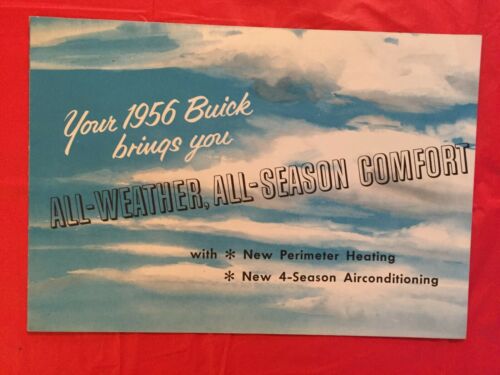 Your 1956 Buick
brings you
ALL-WEATHER, ALL-SEASON COMFORT
with * New Perimeter Heating
* New 4-Season Airconditioning